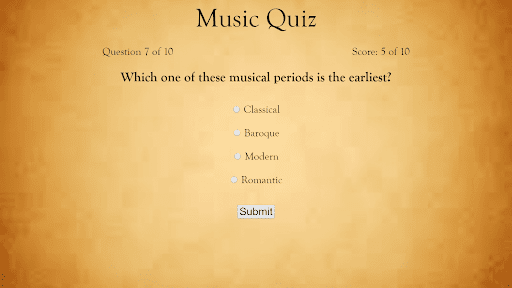 Music Quiz
Question 7 of 10 Score: 5 of 10
Which one of these musical periods is the earliest?
Classical
Baroque
Modern
Romantic
Submit